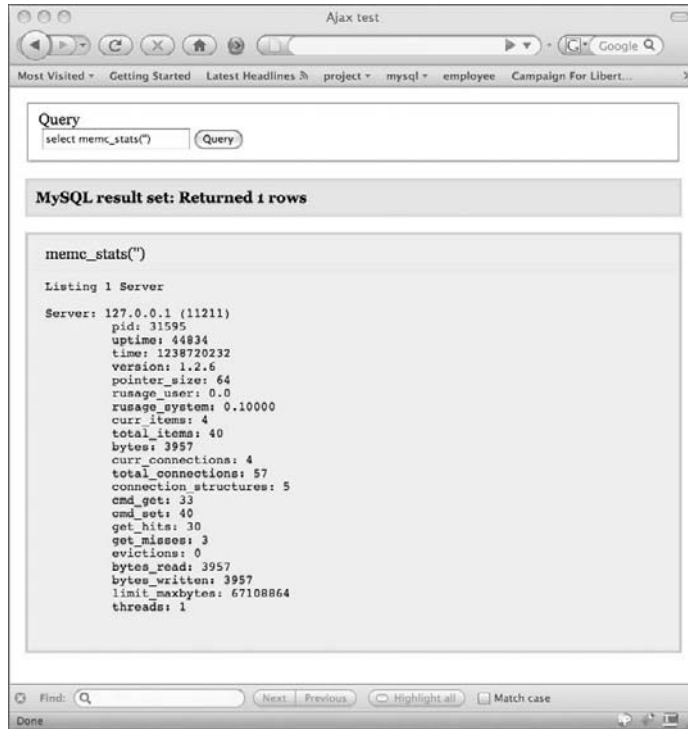 Ajax test
Google
Most Visited Getting Started Latest Headlines project mysql employee Campaign For Libert...
Query
select memc_stats('') Query
MySQL result set: Returned 1 rows
memc_stats('')
Listing 1 Server
Server: 127.0.0.1 (11211)
pid: 31595
uptime: 44834
time: 1238720232
version: 1.2.6
pointer_size: 64
rusage_user: 0.0
rusage_system: 0.10000
curr_items: 4
total_items: 40
bytes: 3957
curr_connections: 4
total_connections: 57
connection_structures: 5
cmd_get: 33
cmd_set: 40
get_hits: 30
get_misses: 3
evictions: 0
bytes_read: 3957
bytes_written: 3957
limit_maxbytes: 67108864
threads: 1
Find: Next Previous Highlight all Match case
Done